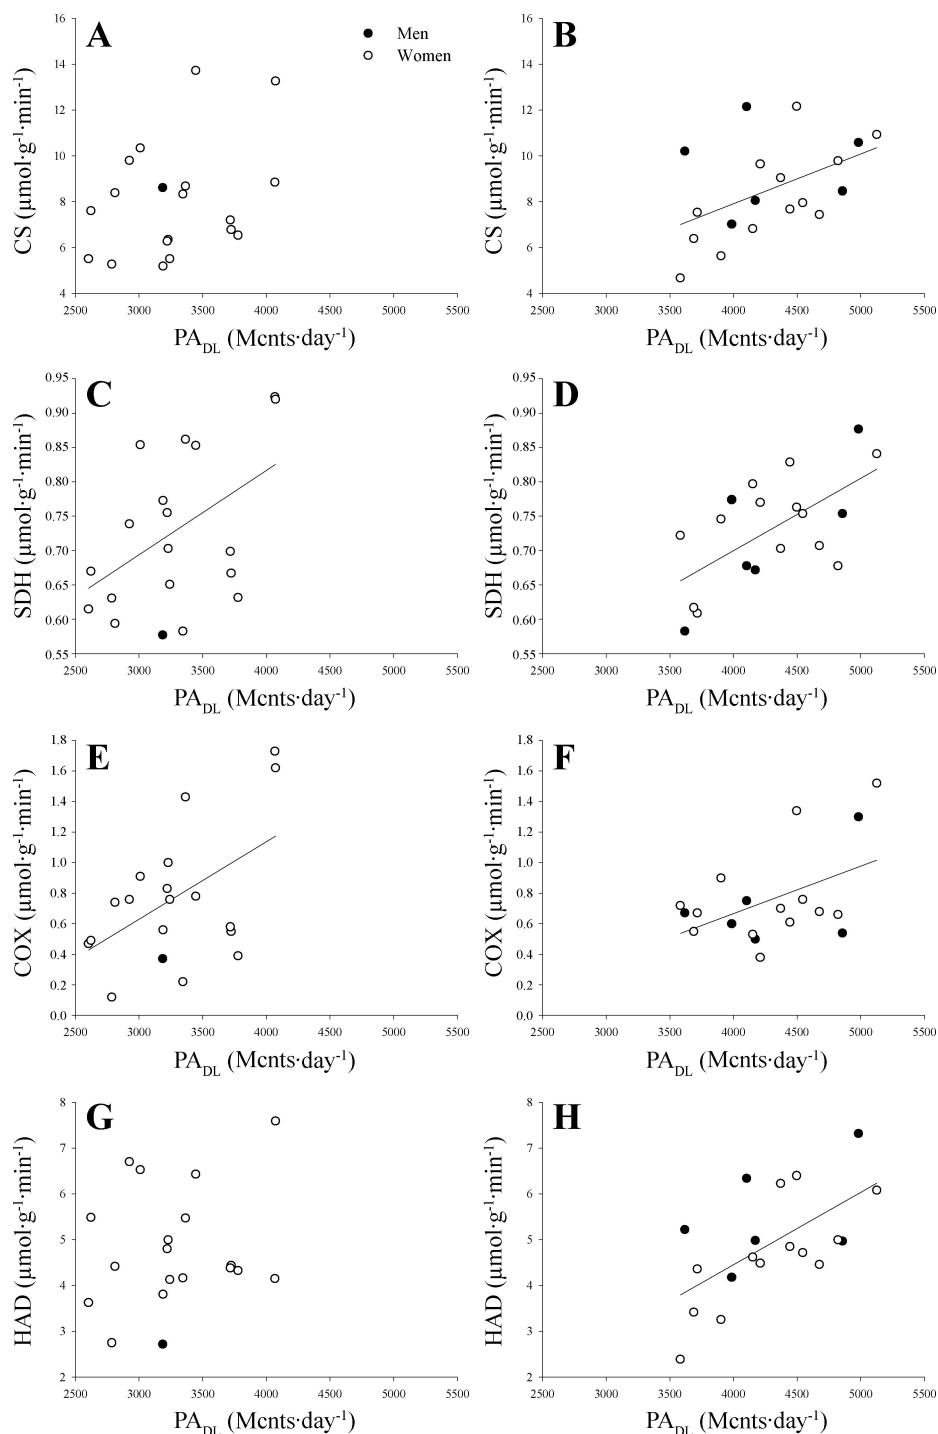 A
B
Men
Women
16
14
12
10
8
6
4
CS (µmol·g⁻¹·min⁻¹)
2500 3000 3500 4000 4500 5000 5500
PA_DL (Mcnts·day⁻¹)
16
14
12
10
8
6
4
CS (µmol·g⁻¹·min⁻¹)
2500 3000 3500 4000 4500 5000 5500
PA_DL (Mcnts·day⁻¹)
C
0.95
0.90
0.85
0.80
0.75
0.70
0.65
0.60
0.55
SDH (µmol·g⁻¹·min⁻¹)
2500 3000 3500 4000 4500 5000 5500
PA_DL (Mcnts·day⁻¹)
D
0.95
0.90
0.85
0.80
0.75
0.70
0.65
0.60
0.55
SDH (µmol·g⁻¹·min⁻¹)
2500 3000 3500 4000 4500 5000 5500
PA_DL (Mcnts·day⁻¹)
E
1.8
1.6
1.4
1.2
1.0
0.8
0.6
0.4
0.2
0.0
COX (µmol·g⁻¹·min⁻¹)
2500 3000 3500 4000 4500 5000 5500
PA_DL (Mcnts·day⁻¹)
F
1.8
1.6
1.4
1.2
1.0
0.8
0.6
0.4
0.2
0.0
COX (µmol·g⁻¹·min⁻¹)
2500 3000 3500 4000 4500 5000 5500
PA_DL (Mcnts·day⁻¹)
G
8
7
6
5
4
3
2
HAD (µmol·g⁻¹·min⁻¹)
2500 3000 3500 4000 4500 5000 5500
PA_DL (Mcnts·day⁻¹)
H
8
7
6
5
4
3
2
HAD (µmol·g⁻¹·min⁻¹)
2500 3000 3500 4000 4500 5000 5500
PA_DL (Mcnts·day⁻¹)